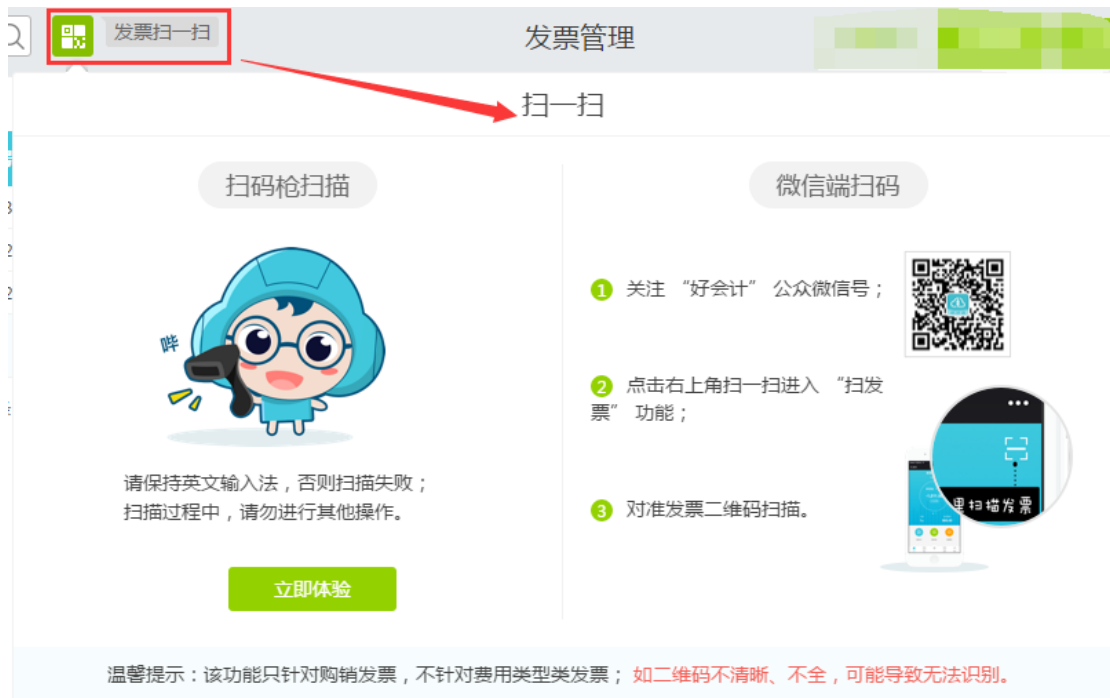 发票扫一扫
发票管理
扫一扫
扫码枪扫描
微信端扫码
哔
1 关注 “好会计” 公众微信号；
2 点击右上角扫一扫进入 “扫发
票” 功能；
3 对准发票二维码扫描。
里扫描发票
请保持英文输入法，否则扫描失败；
扫描过程中，请勿进行其他操作。
立即体验
温馨提示：该功能只针对购销发票，不针对费用类型类发票；如二维码不清晰、不全，可能导致无法识别。